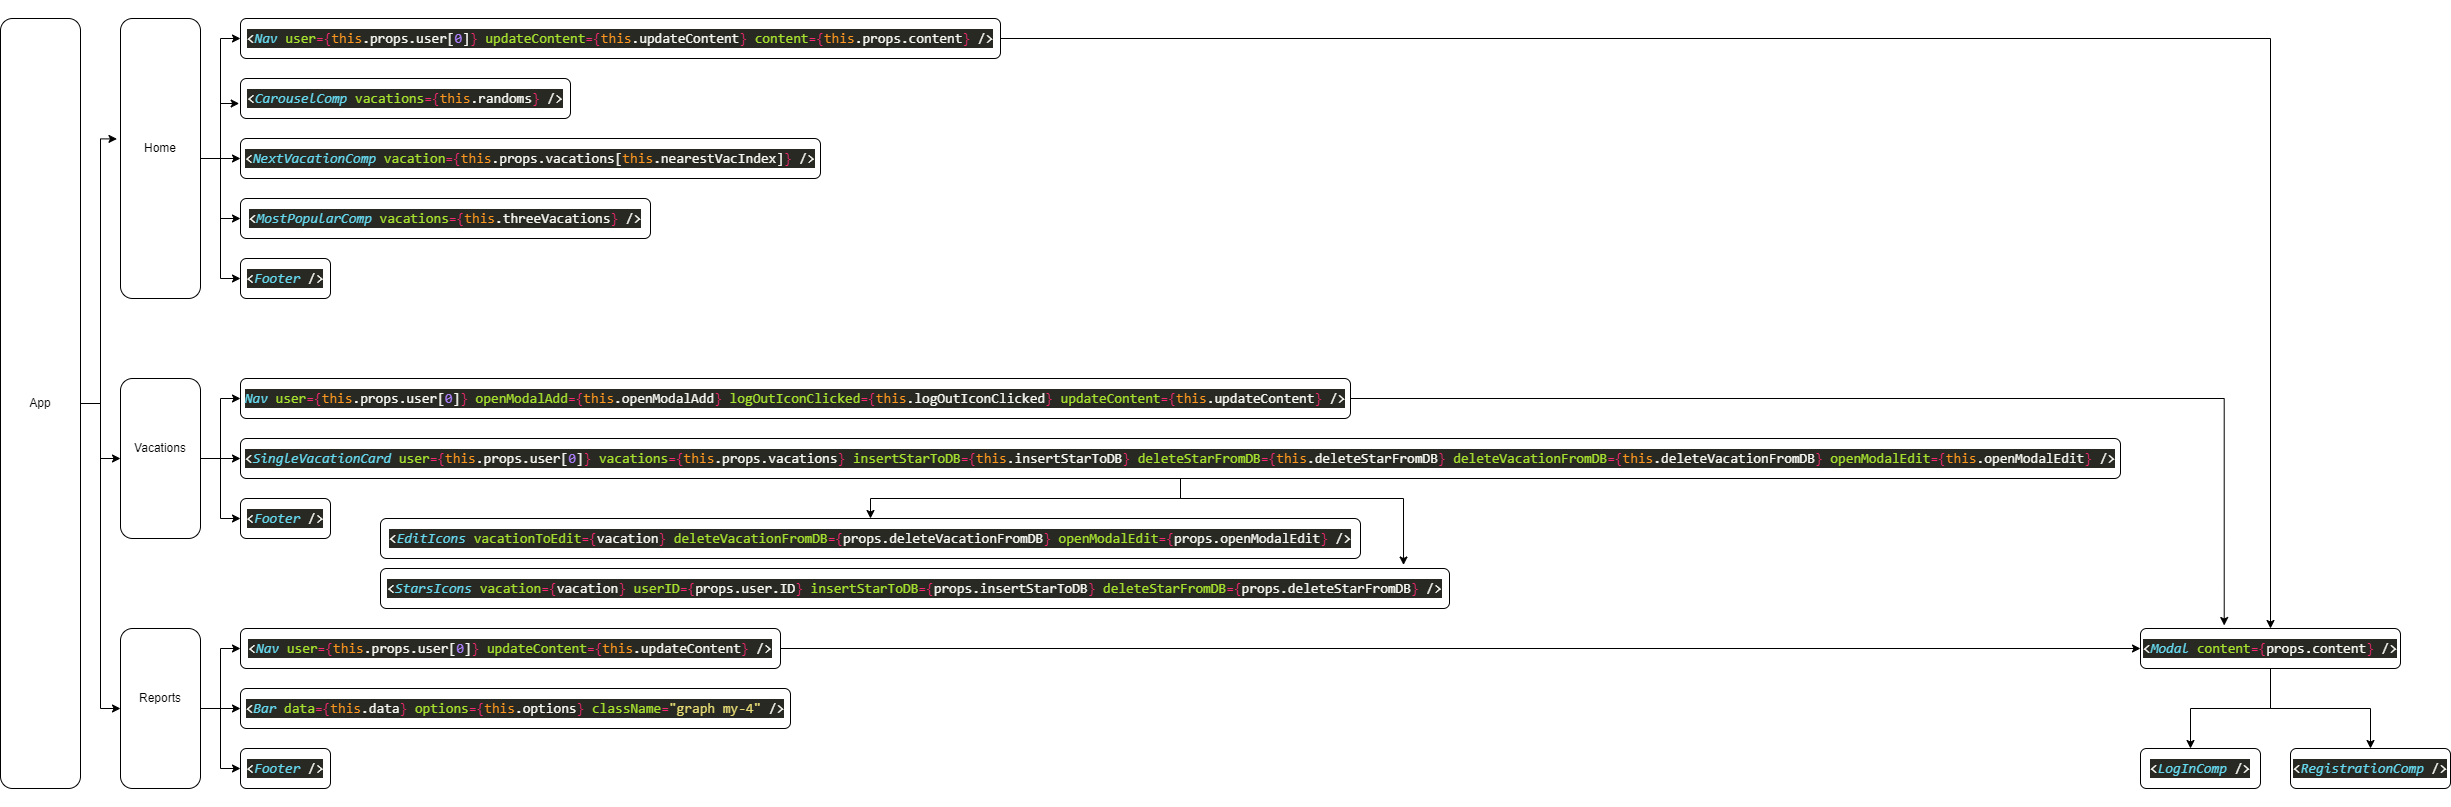 App
Home
<Nav user={this.props.user[0]} updateContent={this.updateContent} content={this.props.content} />
<CarouselComp vacations={this.randoms} />
<NextVacationComp vacation={this.props.vacations[this.nearestVacIndex]} />
<MostPopularComp vacations={this.threeVacations} />
<Footer />
Vacations
Nav user={this.props.user[0]} openModalAdd={this.openModalAdd} logOutIconClicked={this.logOutIconClicked} updateContent={this.updateContent} />
<SingleVacationCard user={this.props.user[0]} vacations={this.props.vacations} insertStarToDB={this.insertStarToDB} deleteStarFromDB={this.deleteStarFromDB} deleteVacationFromDB={this.deleteVacationFromDB} openModalEdit={this.openModalEdit} />
<Footer />
<EditIcons vacationToEdit={vacation} deleteVacationFromDB={props.deleteVacationFromDB} openModalEdit={props.openModalEdit} />
<StarsIcons vacation={vacation} userID={props.user.ID} insertStarToDB={props.insertStarToDB} deleteStarFromDB={props.deleteStarFromDB} />
Reports
<Nav user={this.props.user[0]} updateContent={this.updateContent} />
<Bar data={this.data} options={this.options} className="graph my-4" />
<Footer />
<Modal content={props.content} />
<LogInComp />
<RegistrationComp />